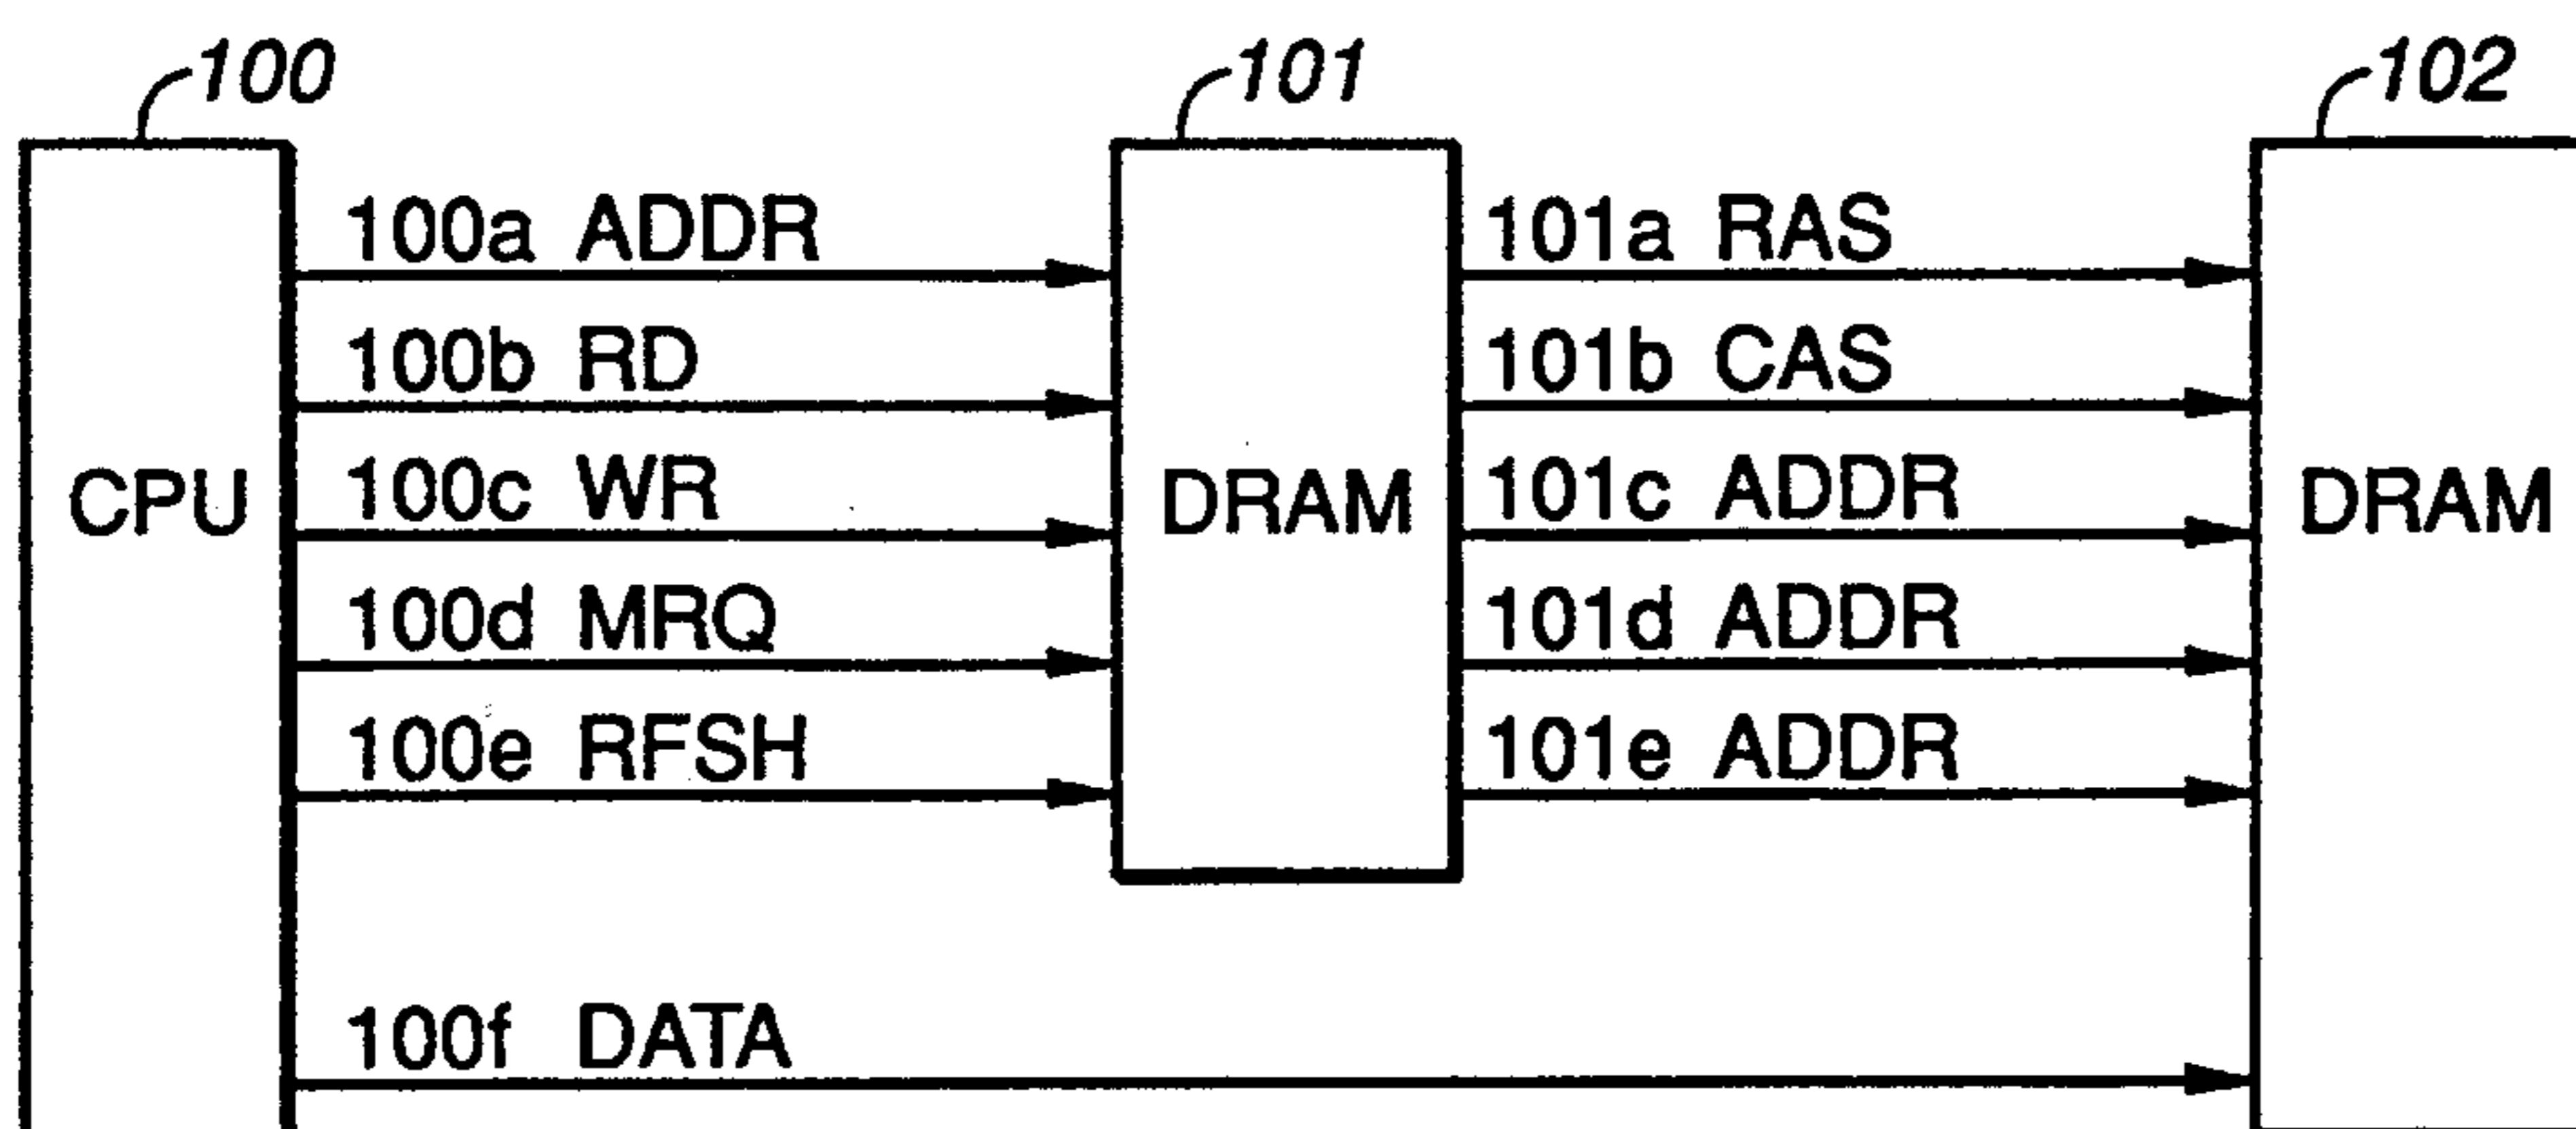 100 101 102
100a ADDR 101a RAS
100b RD 101b CAS
CPU 100c WR DRAM 101c ADDR DRAM
100d MRQ 101d ADDR
100e RFSH 101e ADDR
100f DATA